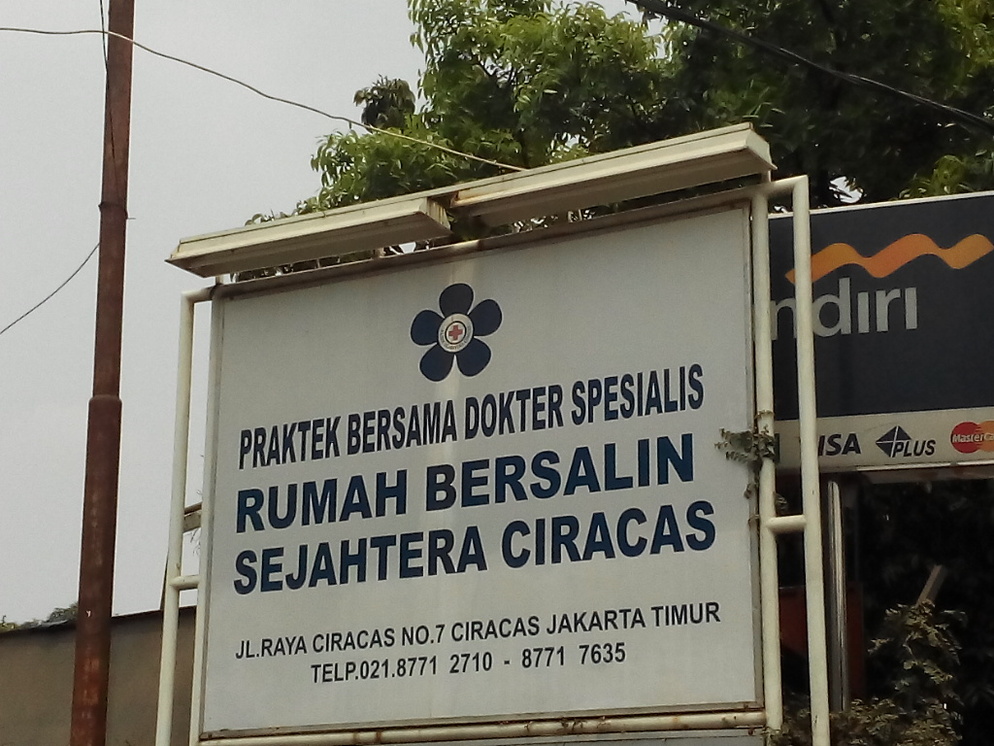 PRAKTEK BERSAMA DOKTER SPESIALIS
RUMAH BERSALIN
SEJAHTERA CIRACAS
JL.RAYA CIRACAS NO.7 CIRACAS JAKARTA TIMUR
TELP.021.8771 2710 - 8771 7635
ndiri
VISA PLUS MasterCa